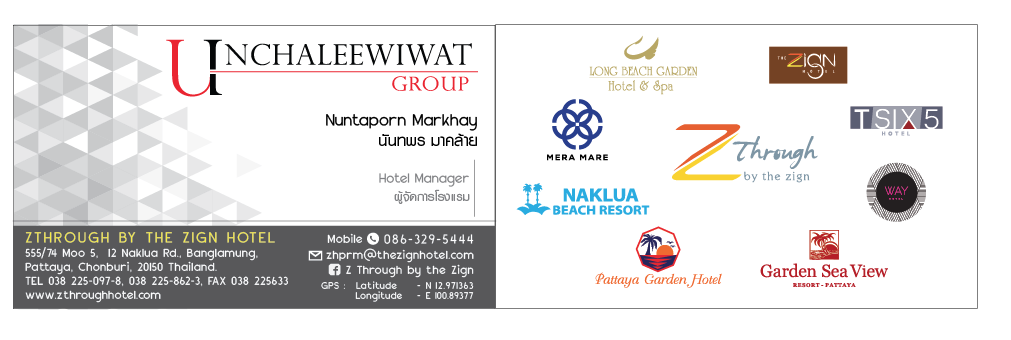 UNCHALEEWIWAT
GROUP
Nuntaporn Markhay
นันทพร มาคล้าย
Hotel Manager
ผู้จัดการโรงแรม
ZTHROUGH BY THE ZIGN HOTEL
555/74 Moo 5, 12 Naklua Rd., Banglamung,
Pattaya, Chonburi, 20150 Thailand.
TEL 038 225-097-8, 038 225-862-3, FAX 038 225633
www.zthroughhotel.com
Mobile 086-329-5444
zhprm@thezignhotel.com
Z Through by the Zign
GPS : Latitude - N 12.971363
Longitude - E 100.89377
LONG BEACH GARDEN
Hotel & Spa
THE ZIGN
HOTEL
MERA MARE
Z Through
by the zign
TSIX5
HOTEL
NAKLUA
BEACH RESORT
WAY
HOTEL
Pattaya Garden Hotel
Garden Sea View
RESORT - PATTAYA